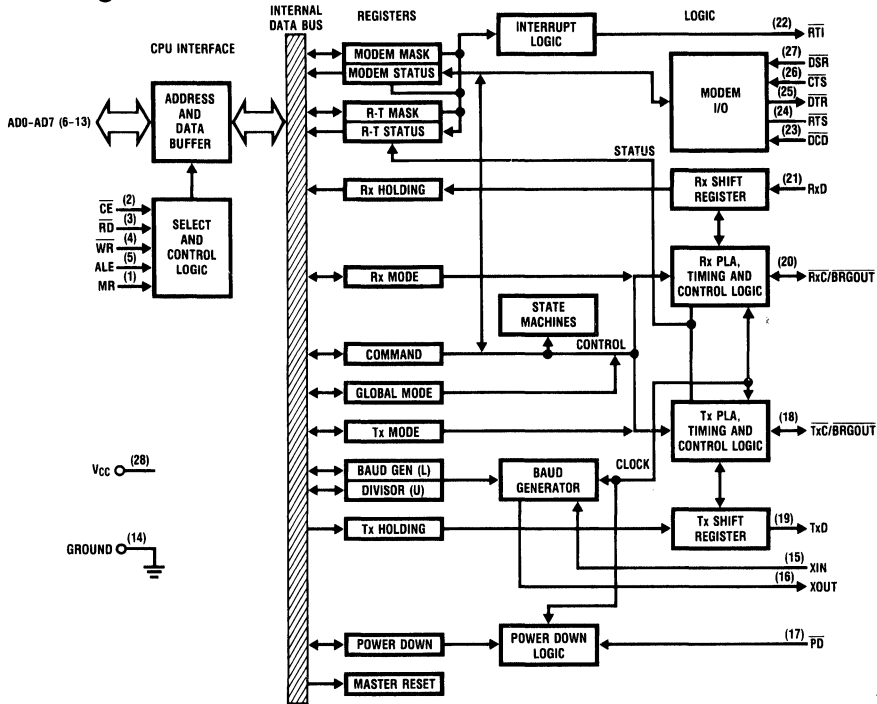 INTERNAL
DATA BUS
REGISTERS
LOGIC
CPU INTERFACE
AD0–AD7 (6–13)
ADDRESS
AND
DATA
BUFFER
CE (2)
RD (3)
WR (4)
ALE (5)
MR (1)
SELECT
AND
CONTROL
LOGIC
VCC (28)
GROUND (14)
MODEM MASK
MODEM STATUS
R-T MASK
R-T STATUS
Rx HOLDING
Rx MODE
COMMAND
GLOBAL MODE
Tx MODE
BAUD GEN (L)
DIVISOR (U)
Tx HOLDING
POWER DOWN
MASTER RESET
INTERRUPT
LOGIC
STATUS
STATE
MACHINES
CONTROL
BAUD
GENERATOR
CLOCK
POWER DOWN
LOGIC
MODEM
I/O
Rx SHIFT
REGISTER
Rx PLA,
TIMING AND
CONTROL LOGIC
Tx PLA,
TIMING AND
CONTROL LOGIC
Tx SHIFT
REGISTER
(22) RTI
(27) DSR
(26) CTS
(25) DTR
(24) RTS
(23) DCD
(21) RxD
(20) RxC/BRGOUT
(18) TxC/BRGOUT
(19) TxD
(15) XIN
(16) XOUT
(17) PD